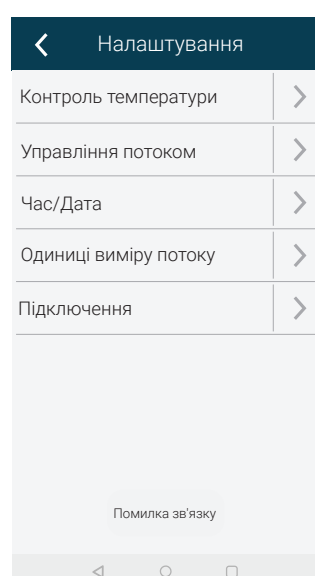 Налаштування
Контроль температури
Управління потоком
Час/Дата
Одиниці виміру потоку
Підключення
Помилка зв'язку